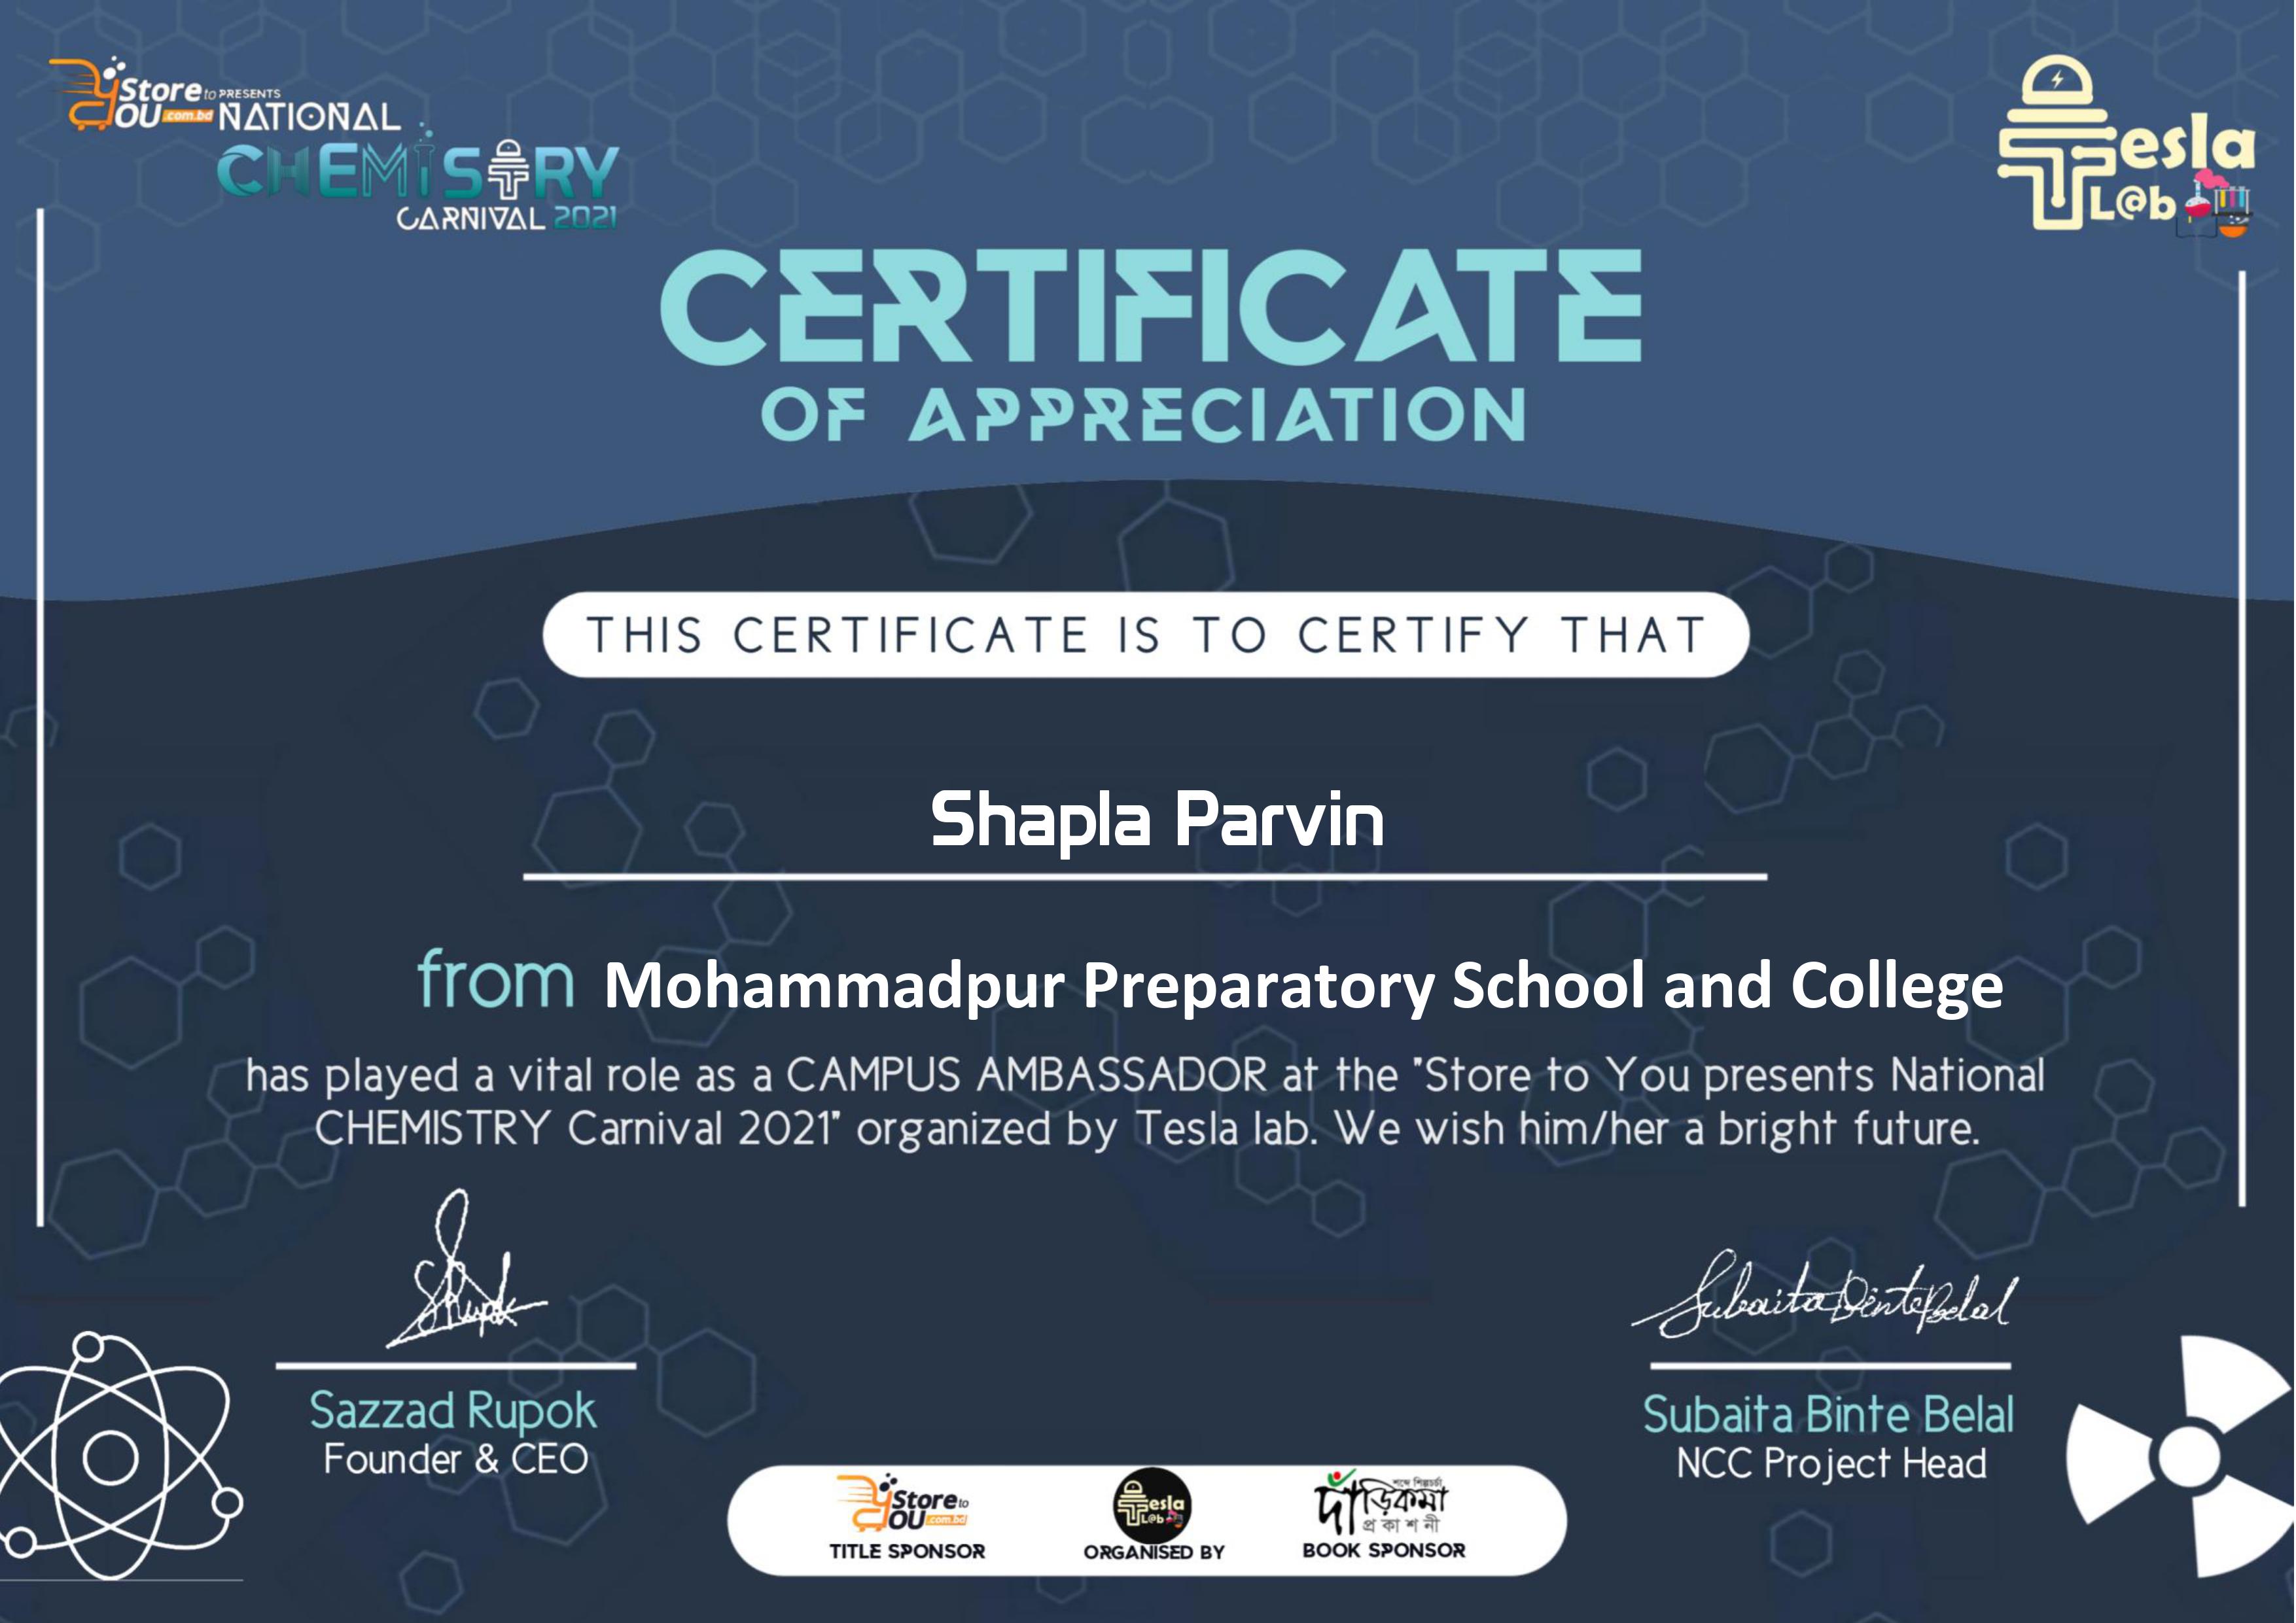 Store to PRESENTS
YOU .com.bd NATIONAL
CHEMISTRY
CARNIVAL 2021
Tesla
L@b
CERTIFICATE
OF APPRECIATION
THIS CERTIFICATE IS TO CERTIFY THAT
Shapla Parvin
from Mohammadpur Preparatory School and College
has played a vital role as a CAMPUS AMBASSADOR at the "Store to You presents National
CHEMISTRY Carnival 2021" organized by Tesla lab. We wish him/her a bright future.
Subaita Binte Belal
Sazzad Rupok
Founder & CEO
Subaita Binte Belal
NCC Project Head
Store to
YOU .com.bd
TITLE SPONSOR
Tesla
L@b
ORGANISED BY
শব্দে শিল্পচর্চা
দাঁড়িকমা
প্রকাশনী
BOOK SPONSOR